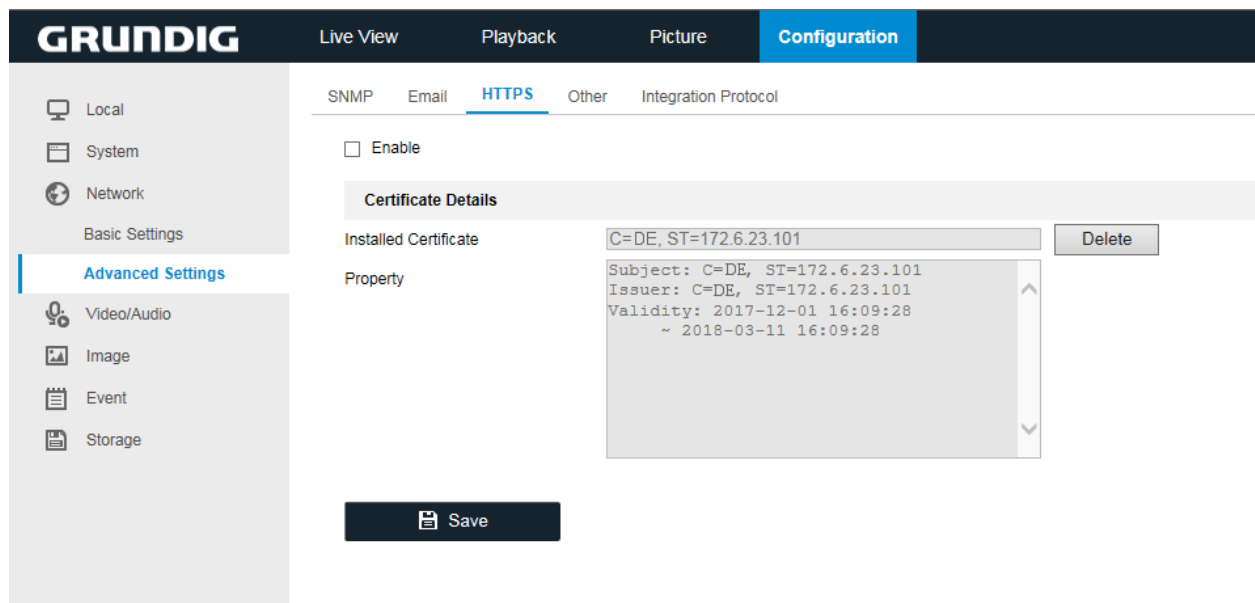 GRUNDIG Live View Playback Picture Configuration
SNMP Email HTTPS Other Integration Protocol
Local
System
Network
Basic Settings
Advanced Settings
Video/Audio
Image
Event
Storage
Enable
Certificate Details
Installed Certificate C=DE, ST=172.6.23.101 Delete
Property
Subject: C=DE, ST=172.6.23.101
Issuer: C=DE, ST=172.6.23.101
Validity: 2017-12-01 16:09:28
~ 2018-03-11 16:09:28
Save